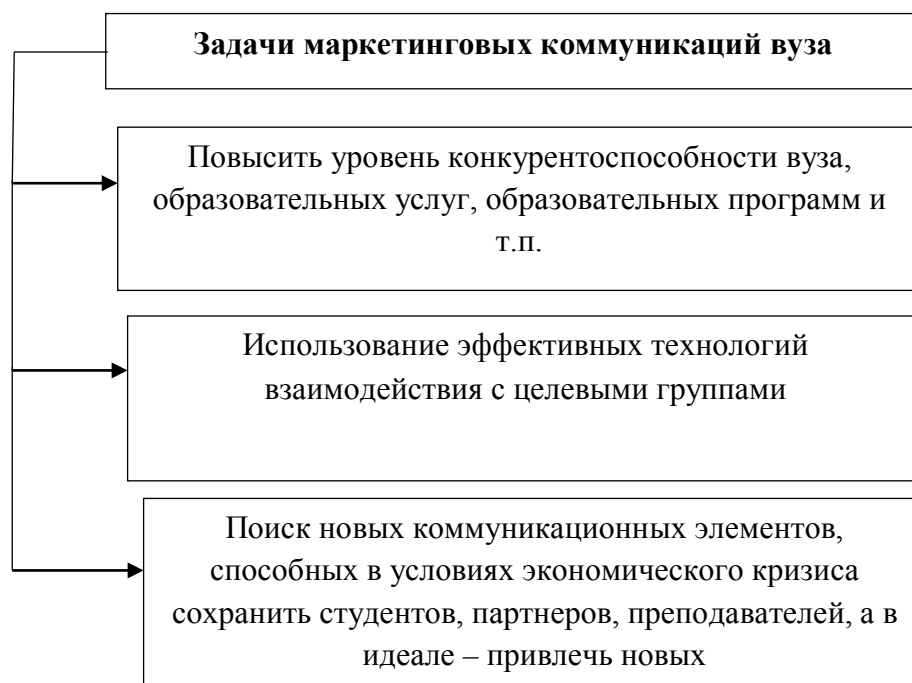 Задачи маркетинговых коммуникаций вуза
Повысить уровень конкурентоспособности вуза,
образовательных услуг, образовательных программ и
т.п.
Использование эффективных технологий
взаимодействия с целевыми группами
Поиск новых коммуникационных элементов,
способных в условиях экономического кризиса
сохранить студентов, партнеров, преподавателей, а в
идеале – привлечь новых